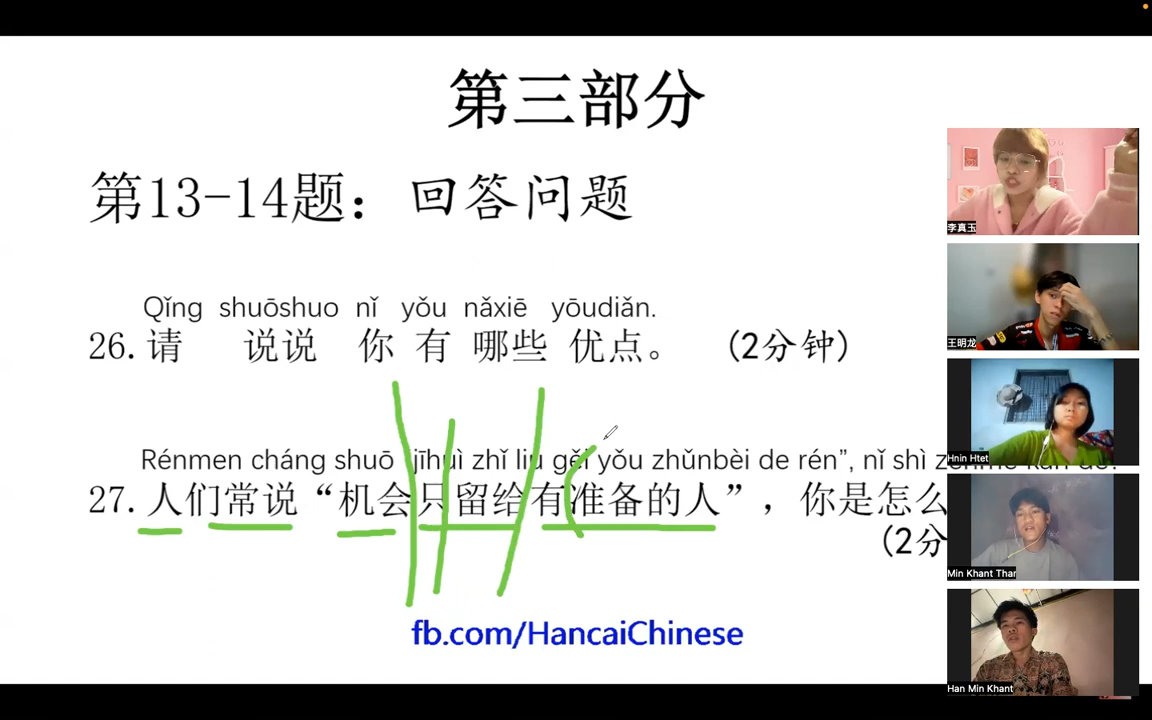 第三部分
第13-14题：回答问题
Qǐng shuōshuo nǐ yǒu nǎxiē yōudiǎn.
26.请 说说 你 有 哪些 优点。 (2分钟)
Rénmen cháng shuō “jīhuì zhǐ liú gěi yǒu zhǔnbèi de rén”, nǐ shì
27.人们常说“机会只留给有准备的人”，你是怎么
(2分
fb.com/HancaiChinese
李真玉
王明龙
Hnin Htet
Min Khant Thar
Han Min Khant